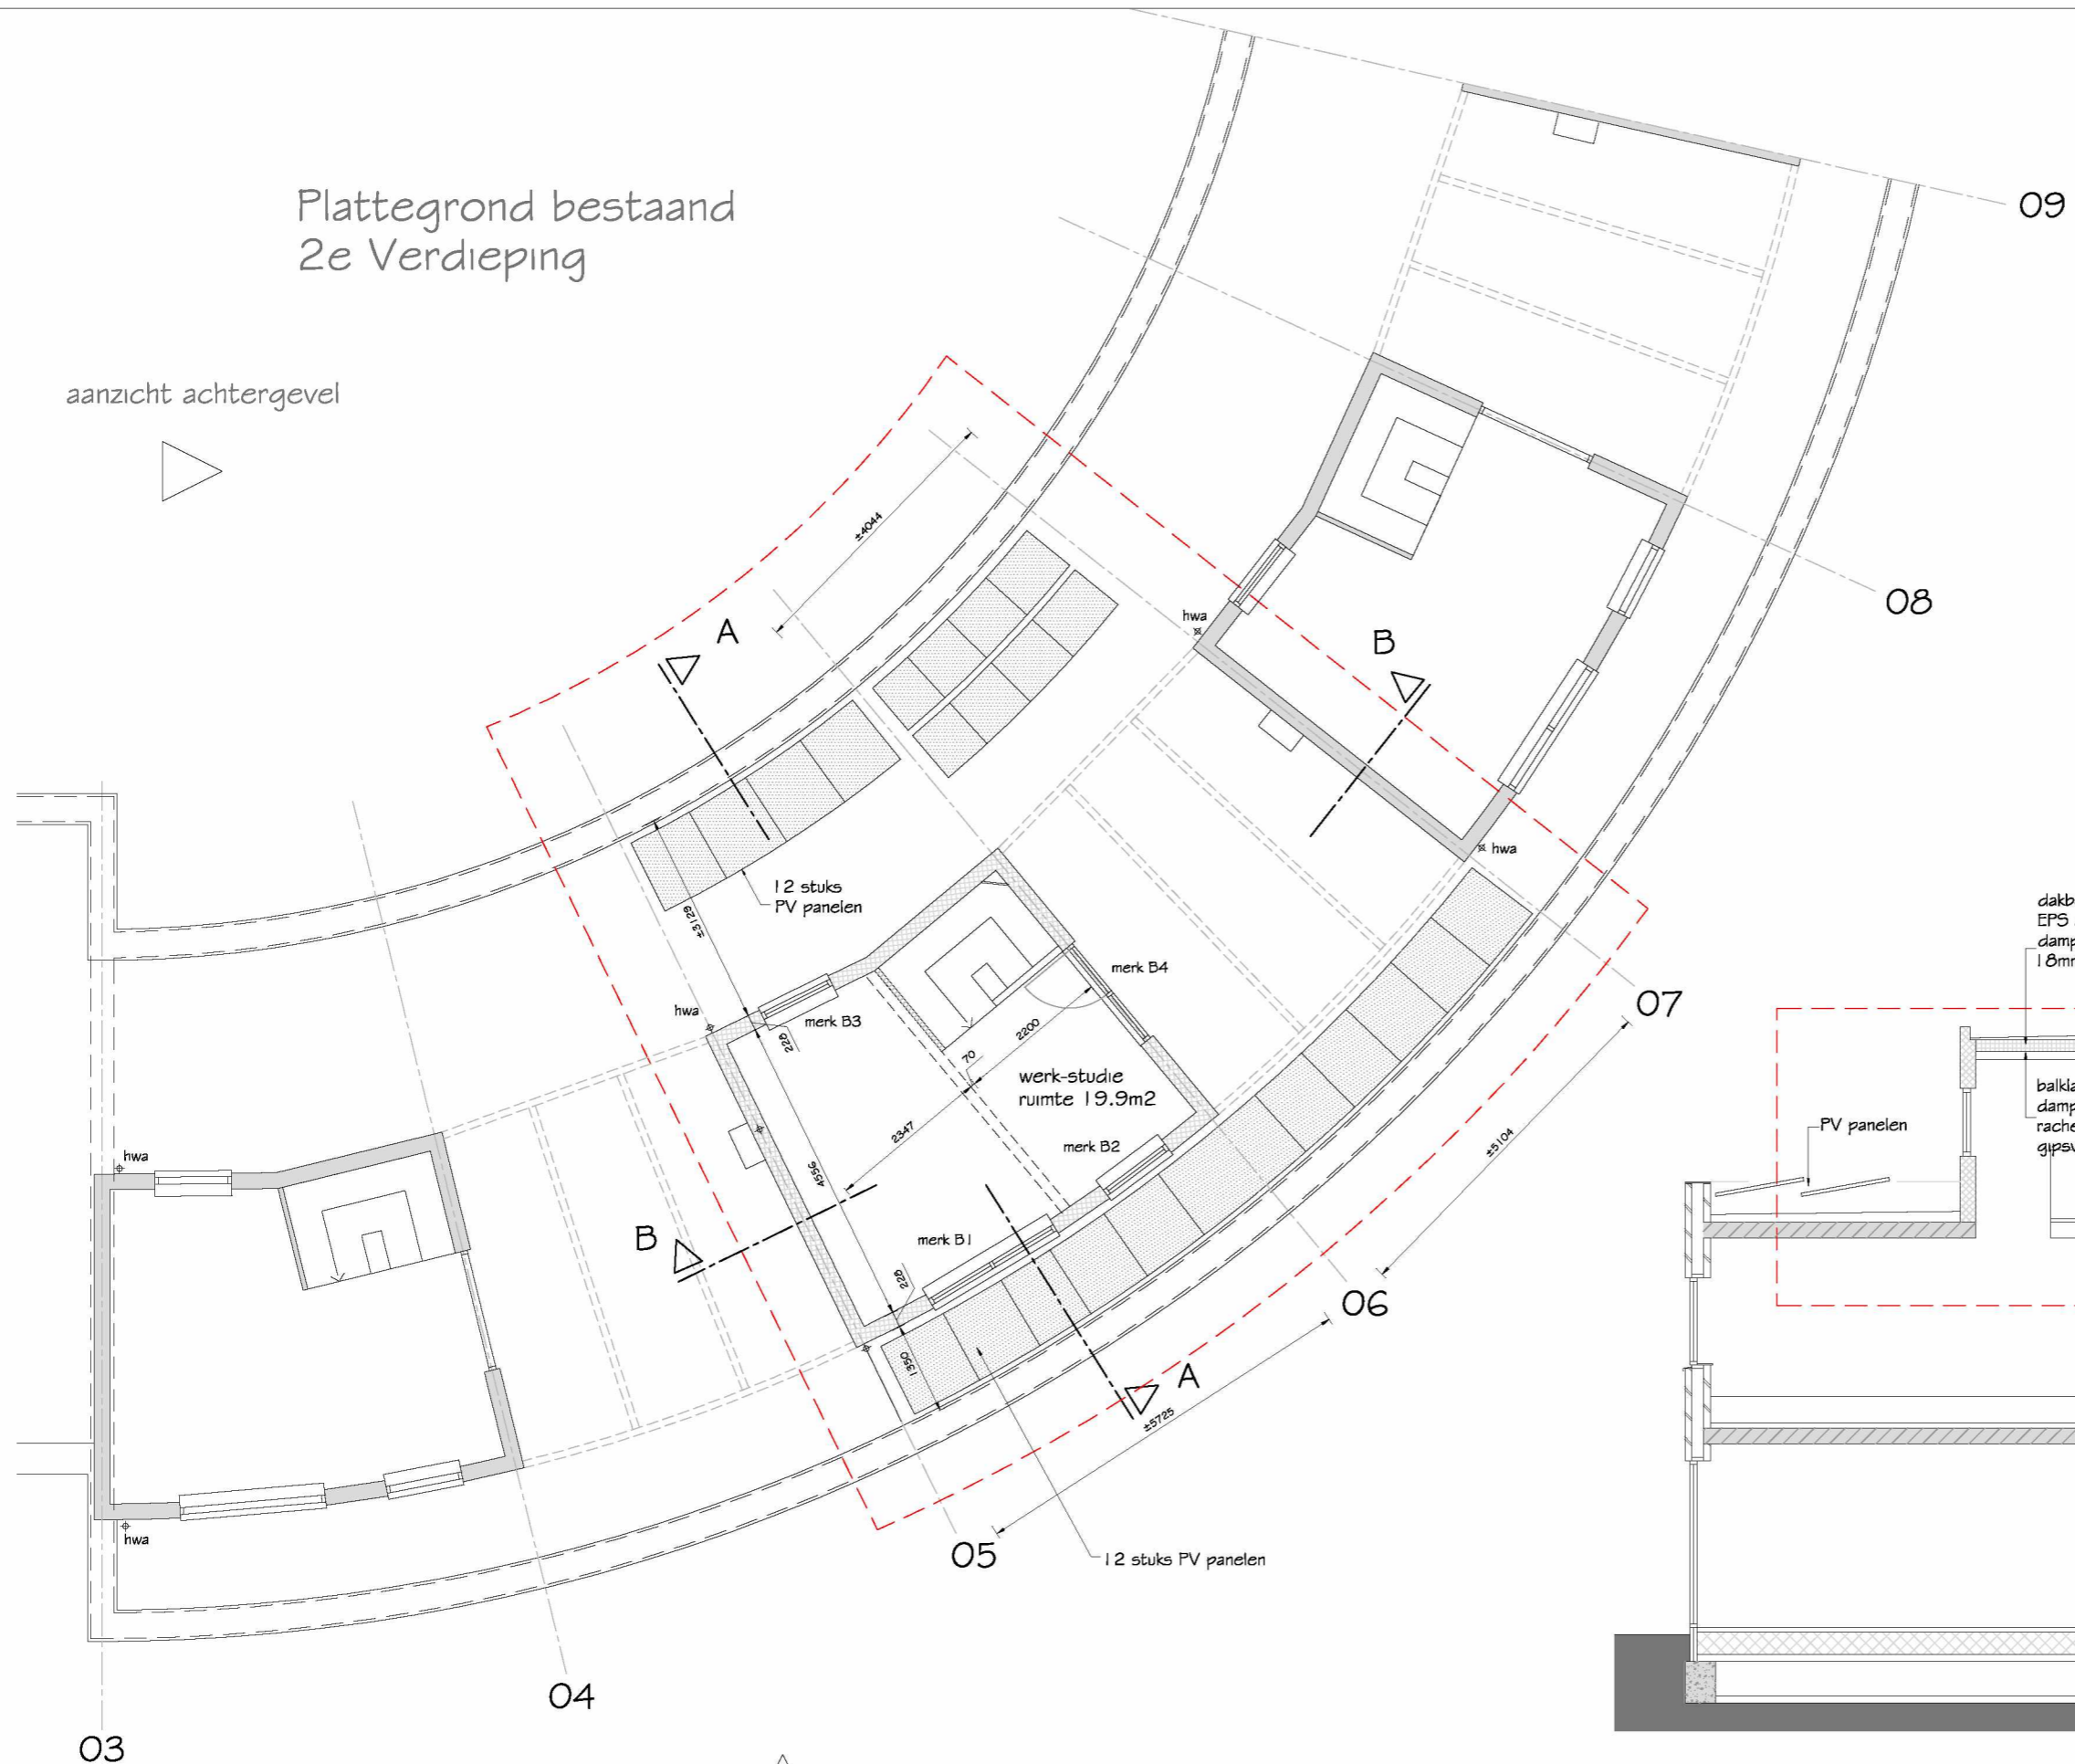 Plattegrond bestaand
2e Verdieping
aanzicht achtergevel
09
08
07
06
05
04
03
±4044
A
B
hwa
hwa
12 stuks
PV panelen
±3129
hwa
merk B3
228
merk B4
2200
70
werk-studie
ruimte 19.9m2
2347
4556
merk B2
merk B1
228
1350
B
A
±5725
±5104
12 stuks PV panelen
hwa
hwa
PV panelen
EPS
18mm